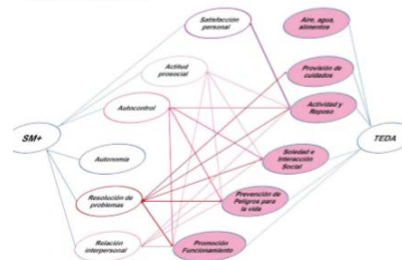 Satisfacción
personal
Aire, agua,
alimentos
Actitud
prosocial
Provisión de
cuidados
Autocontrol
Actividad y
Reposo
SM+
TEDA
Autonomía
Soledad e
Interacción
Social
Resolución de
problemas
Prevención de
Peligros para
la vida
Relación
interpersonal
Promoción
Funcionamiento